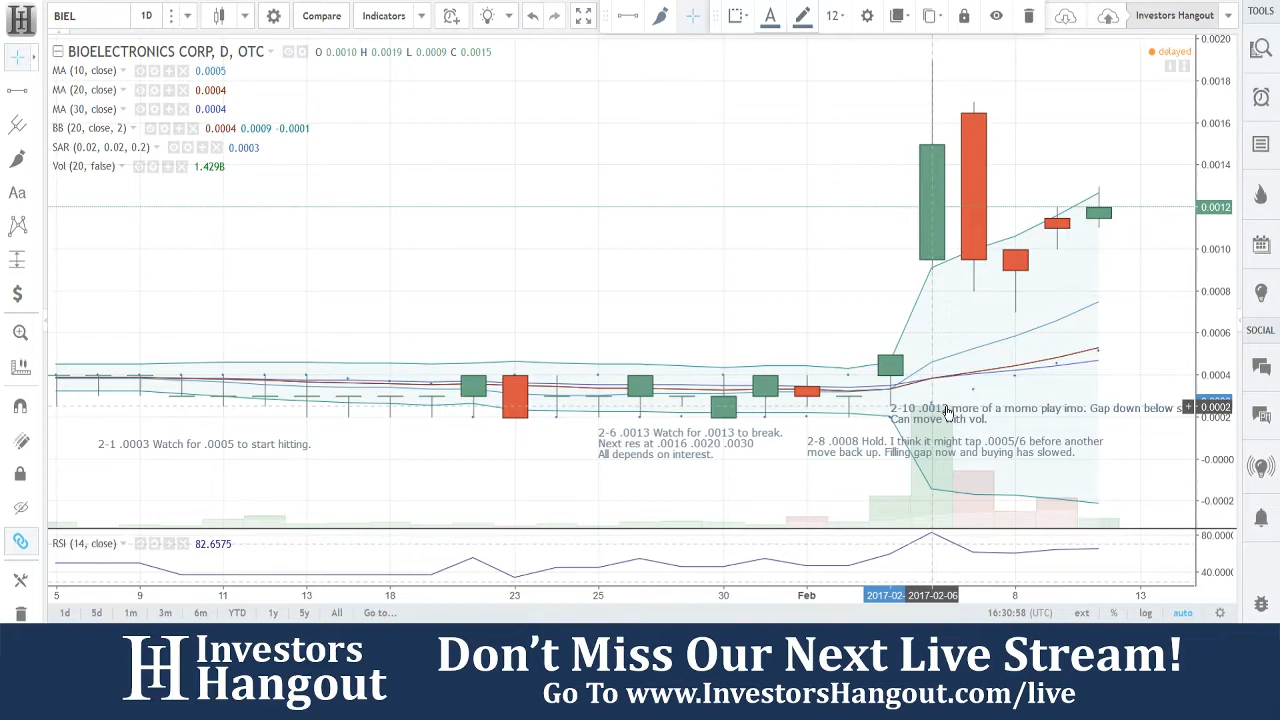 BIEL 1D Compare Indicators 12 Investors Hangout TOOLS
BIOELECTRONICS CORP, D, OTC O 0.0010 H 0.0019 L 0.0009 C 0.0015
delayed
MA (10, close) 0.0005
MA (20, close) 0.0004
MA (30, close) 0.0004
BB (20, close, 2) 0.0004 0.0009 -0.0001
SAR (0.02, 0.02, 0.2) 0.0003
Vol (20, false) 1.429B
0.0020
0.0018
0.0016
0.0014
0.0012
0.0010
0.0008
0.0006
0.0004
0.0002
-0.0000
-0.0002
SOCIAL
2-1 .0003 Watch for .0005 to start hitting.
2-6 .0013 Watch for .0013 to break.
Next res at .0016 .0020 .0030
All depends on interest.
2-10 .001 more of a momo play imo. Gap down below
Can move with vol.
2-8 .0008 Hold. I think it might tap .0005/6 before another
move back up. Filling gap now and buying has slowed.
RSI (14, close) 82.6575
80.000
40.000
5 9 11 13 18 23 25 30 Feb 2017-02- 2017-02-06 8 13
1d 5d 1m 3m 6m YTD 1y 5y All Go to... 16:30:58 (UTC) ext % log auto
Investors
Hangout
Don't Miss Our Next Live Stream!
Go To www.InvestorsHangout.com/live